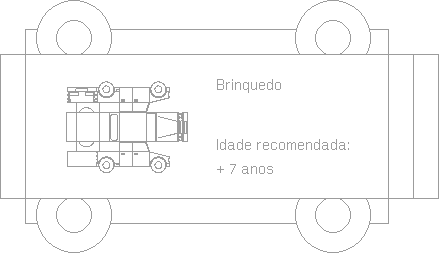 Brinquedo
Idade recomendada:
+ 7 anos